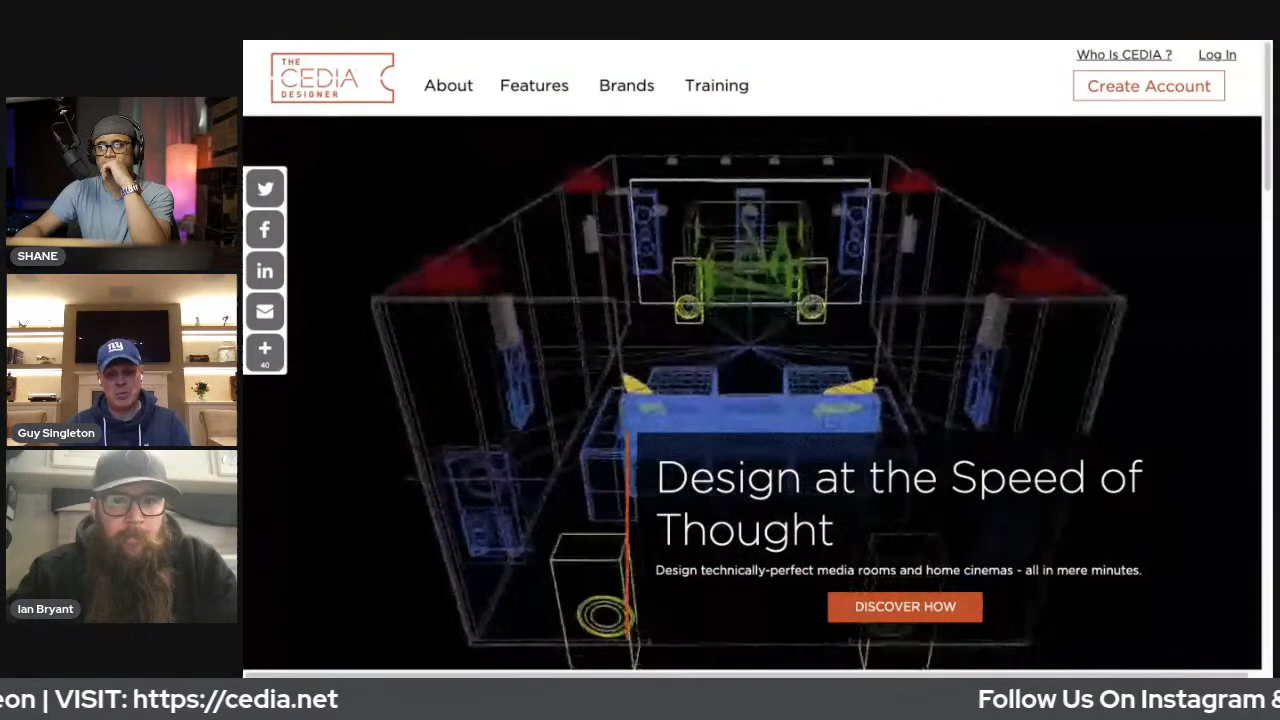 THE
CEDIA
DESIGNER
About Features Brands Training
Who Is CEDIA ? Log In
Create Account
40
SHANE
NY
Guy Singleton
Ian Bryant
Design at the Speed of
Thought
Design technically-perfect media rooms and home cinemas - all in mere minutes.
DISCOVER HOW
eon | VISIT: https://cedia.net
Follow Us On Instagram &